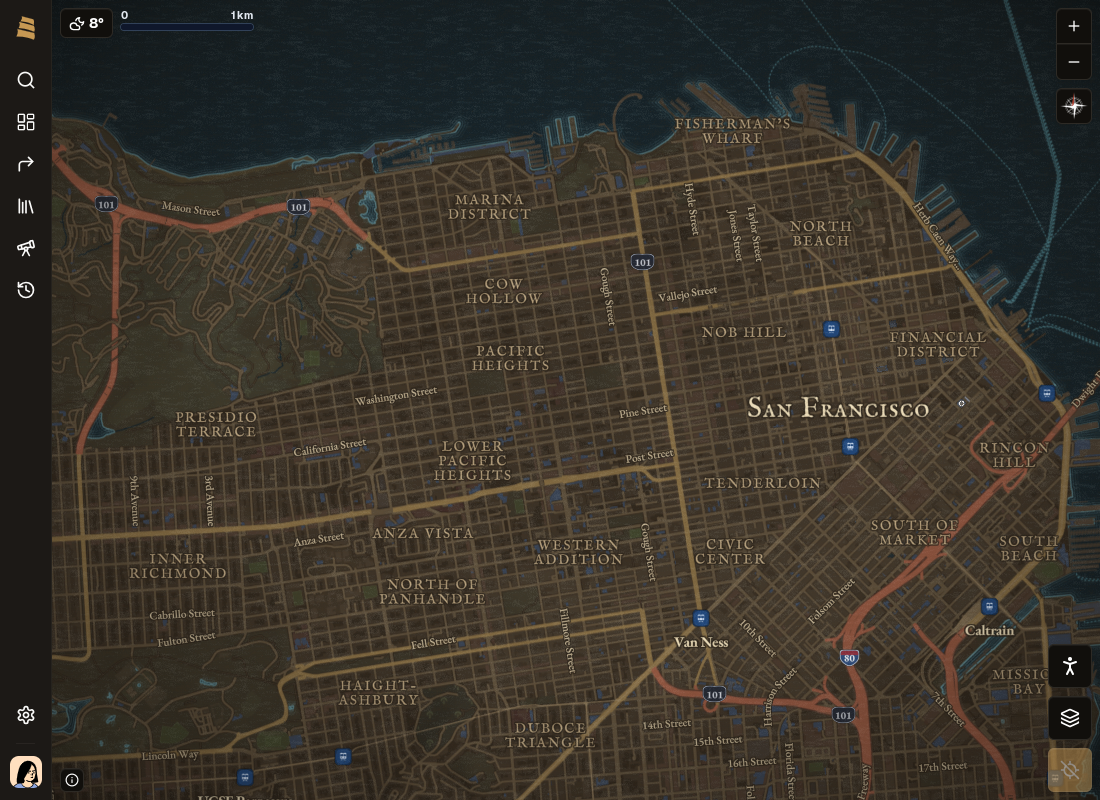 8°
0 1km
FISHERMAN'S
WHARF
101
Mason Street
101
MARINA
DISTRICT
Hyde Street
Jones Street
Taylor Street
NORTH
BEACH
Herb Caen Way...
101
COW
HOLLOW
Gough Street
Vallejo Street
NOB HILL
FINANCIAL
DISTRICT
PACIFIC
HEIGHTS
Washington Street
Pine Street
SAN FRANCISCO
PRESIDIO
TERRACE
California Street
LOWER
PACIFIC
HEIGHTS
Post Street
RINCON
HILL
9th Avenue
3rd Avenue
TENDERLOIN
Anza Street
ANZA VISTA
Gough Street
WESTERN
ADDITION
CIVIC
CENTER
SOUTH OF
MARKET
SOUTH
BEACH
INNER
RICHMOND
NORTH OF
PANHANDLE
Cabrillo Street
Fulton Street
Fell Street
Fillmore Street
Folsom Street
Van Ness
10th Street
Caltrain
80
HAIGHT-
ASHBURY
101
Harrison Street
101
7th Street
MISSION
BAY
DUBOCE
TRIANGLE
14th Street
15th Street
16th Street
Florida Street
17th Street
Lincoln Way
Freeway